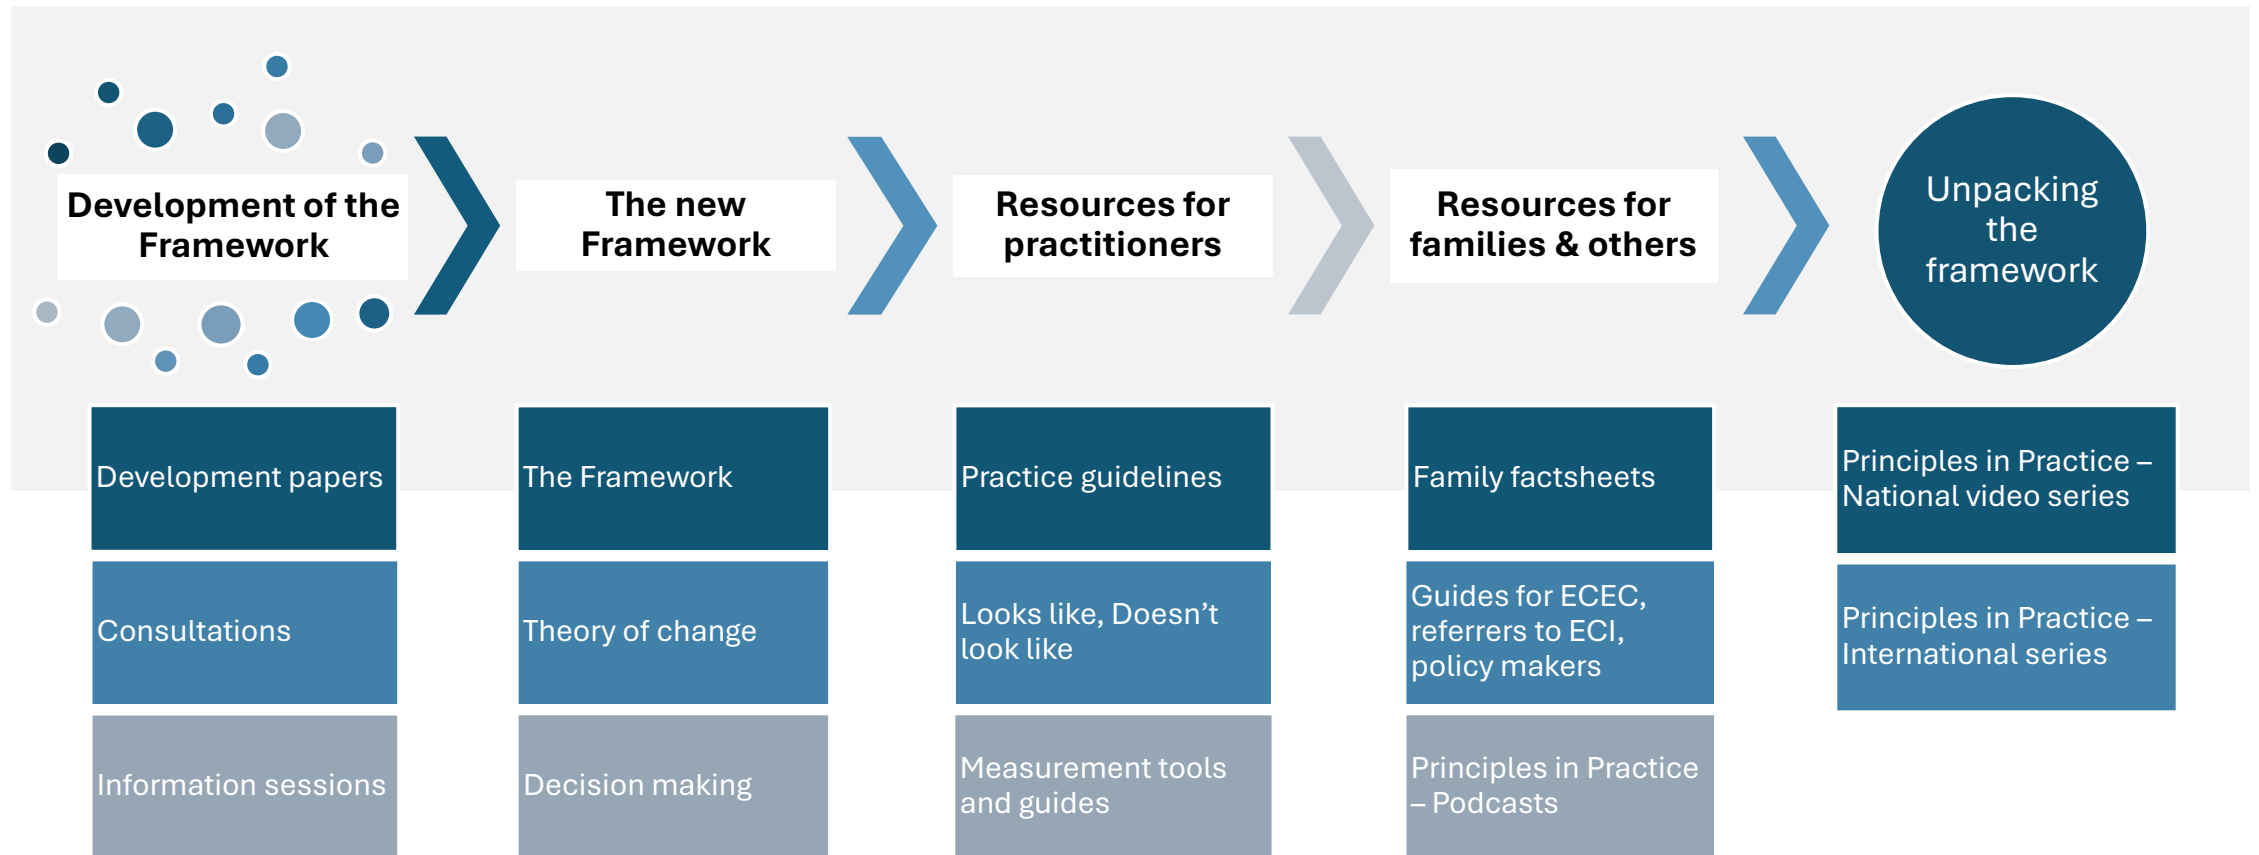 Development of the
Framework
The new
Framework
Resources for
practitioners
Resources for
families & others
Unpacking
the
framework
Development papers
The Framework
Practice guidelines
Family factsheets
Principles in Practice –
National video series
Consultations
Theory of change
Looks like, Doesn’t
look like
Guides for ECEC,
referrers to ECI,
policy makers
Principles in Practice –
International series
Information sessions
Decision making
Measurement tools
and guides
Principles in Practice
– Podcasts